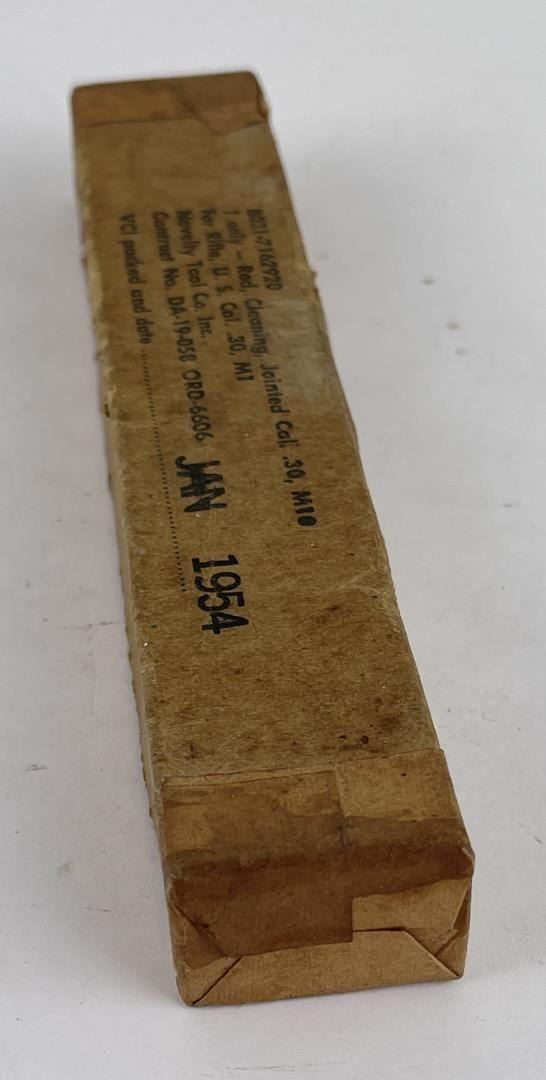 B021-7162920
1 only - Rod, Cleaning, Jointed Cal. .30, M10
For Rifle, U. S. Cal. .30, M1
Novelty Tool Co. Inc.
Contract No. DA-19-058 ORD-6606
VCI packed and date JAN 1954